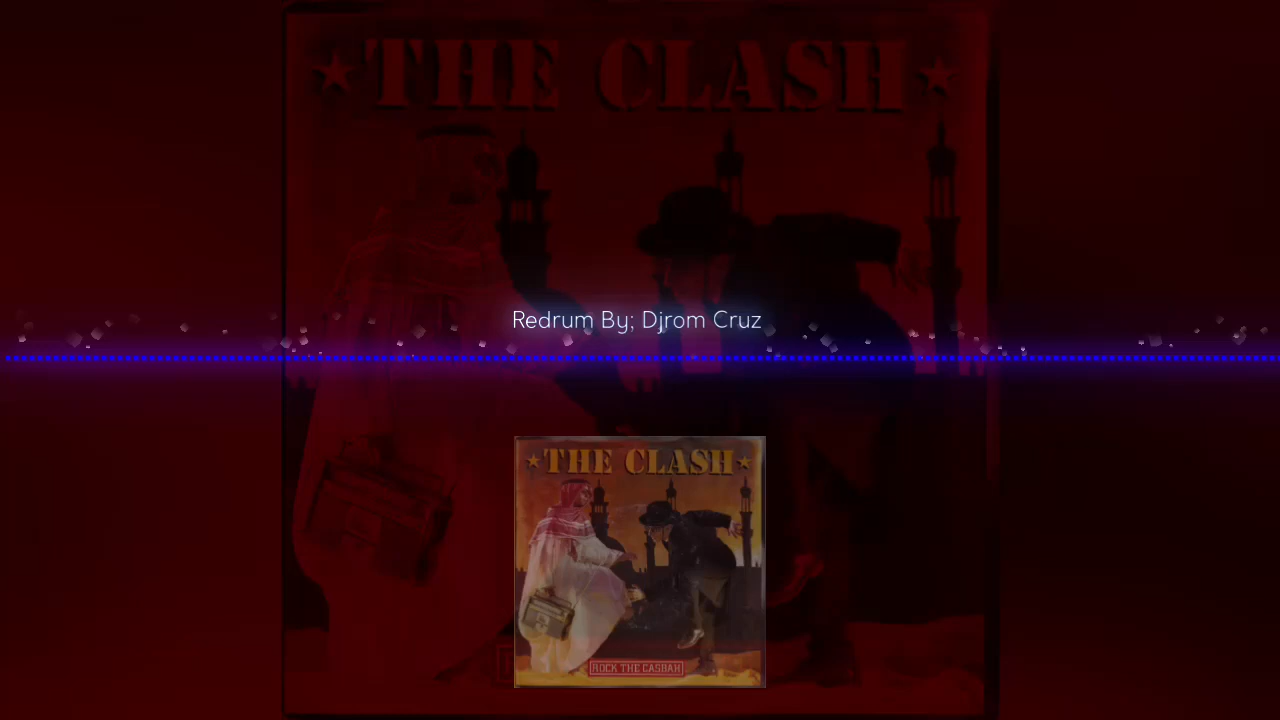 THE CLASH
Redrum By; Djrom Cruz
THE CLASH
ROCK THE CASBAH